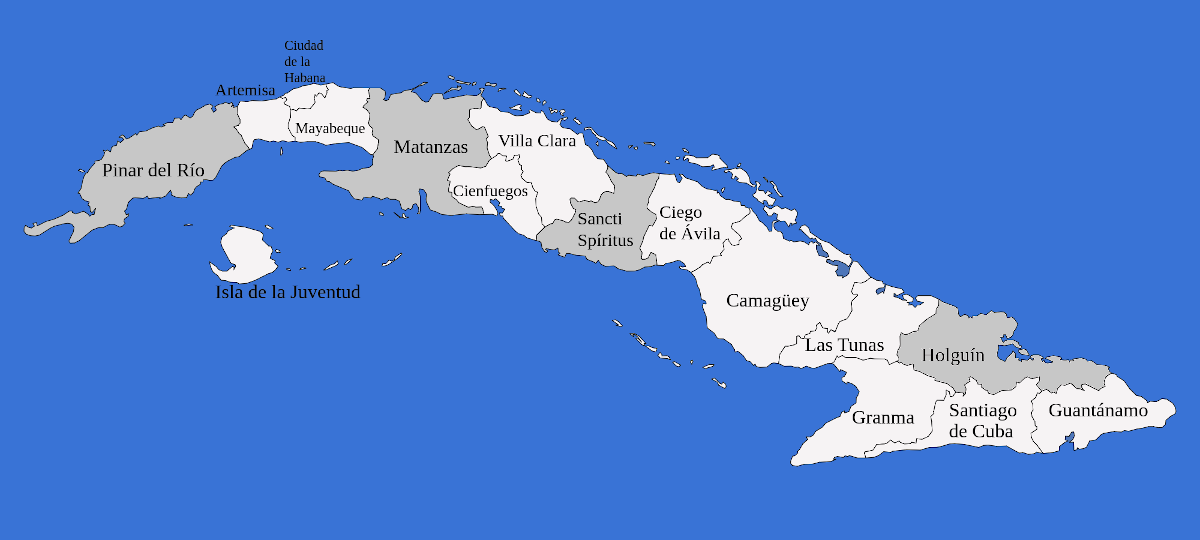 Ciudad
de la
Habana
Artemisa
Mayabeque
Matanzas
Villa Clara
Pinar del Río
Cienfuegos
Sancti
Spíritus
Ciego
de Ávila
Isla de la Juventud
Camagüey
Las Tunas
Holguín
Granma
Santiago
de Cuba
Guantánamo